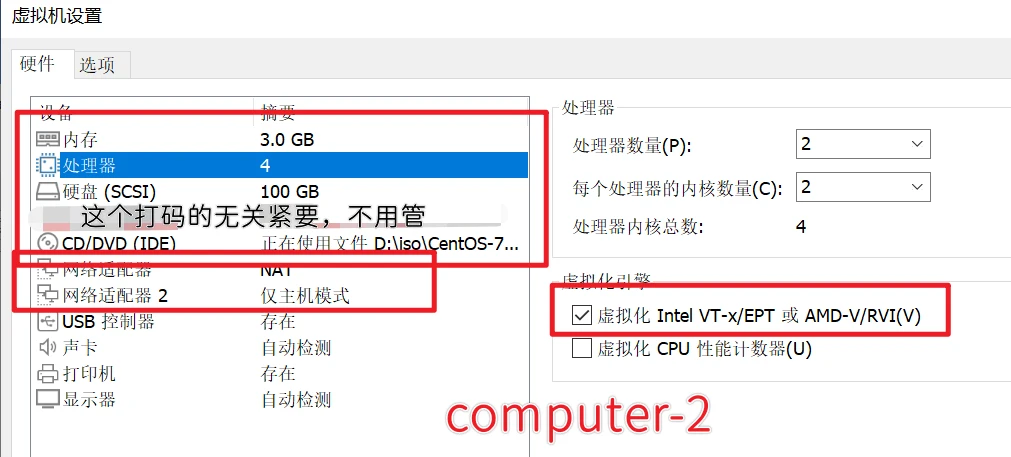 虚拟机设置
硬件 选项
设备 摘要
内存 3.0 GB
处理器 4
硬盘 (SCSI) 100 GB
这个打码的无关紧要，不用管
CD/DVD (IDE) 正在使用文件 D:\iso\CentOS-7...
网络适配器 NAT
网络适配器 2 仅主机模式
USB 控制器 存在
声卡 自动检测
打印机 存在
显示器 自动检测
处理器
处理器数量(P): 2
每个处理器的内核数量(C): 2
处理器内核总数: 4
虚拟化引擎
虚拟化 Intel VT-x/EPT 或 AMD-V/RVI(V)
虚拟化 CPU 性能计数器(U)
computer-2